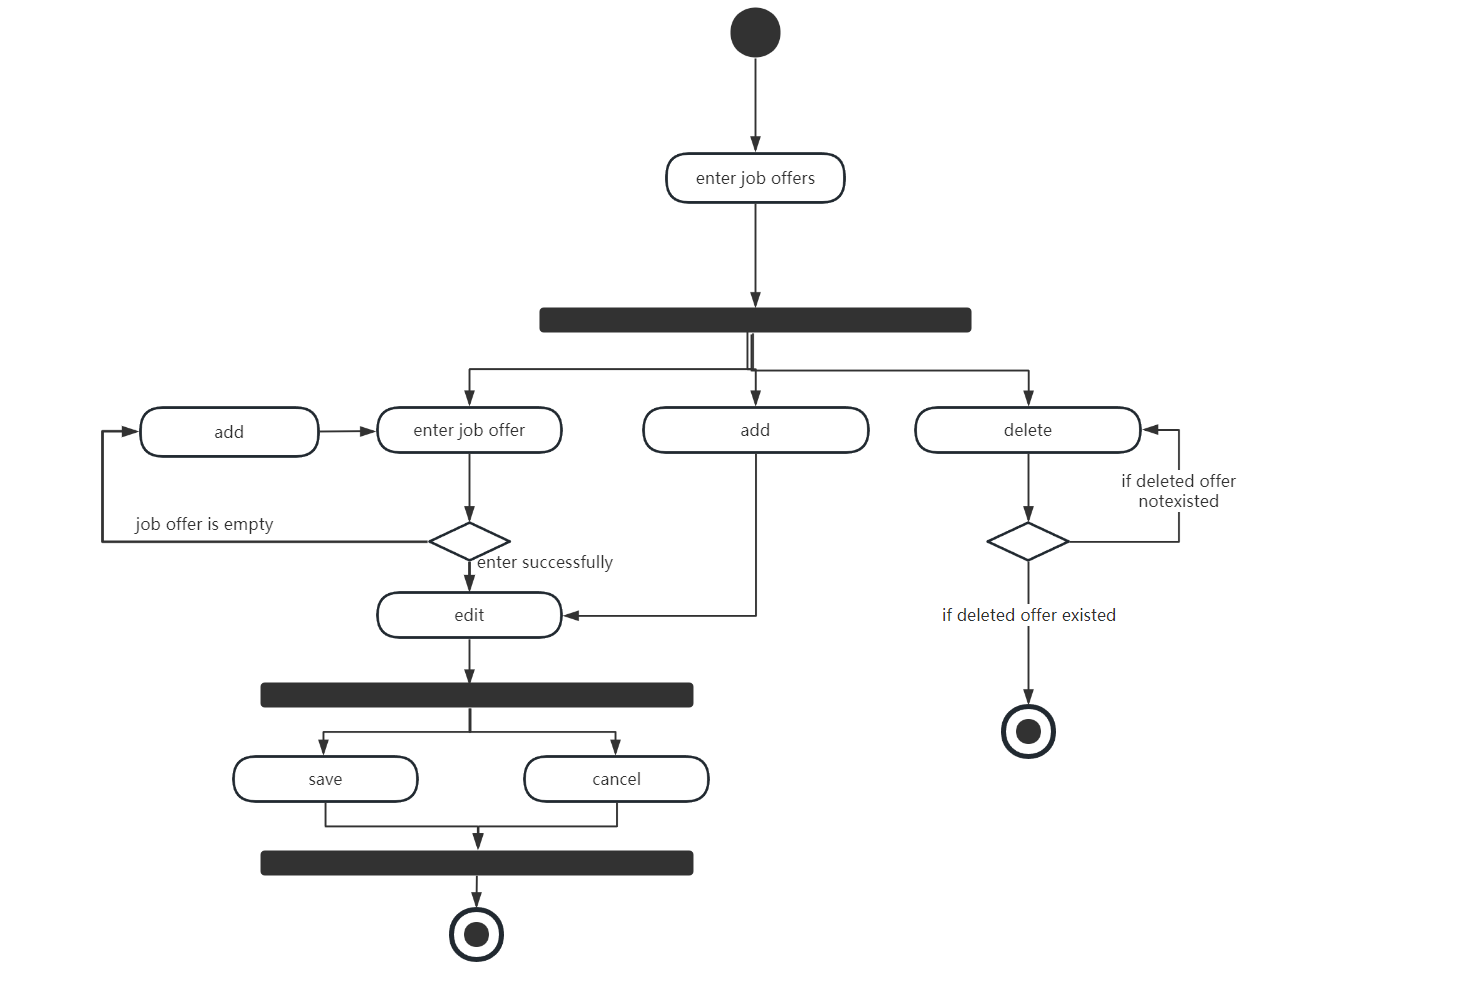 enter job offers
add
enter job offer
add
delete
if deleted offer
notexisted
job offer is empty
enter successfully
edit
if deleted offer existed
save
cancel